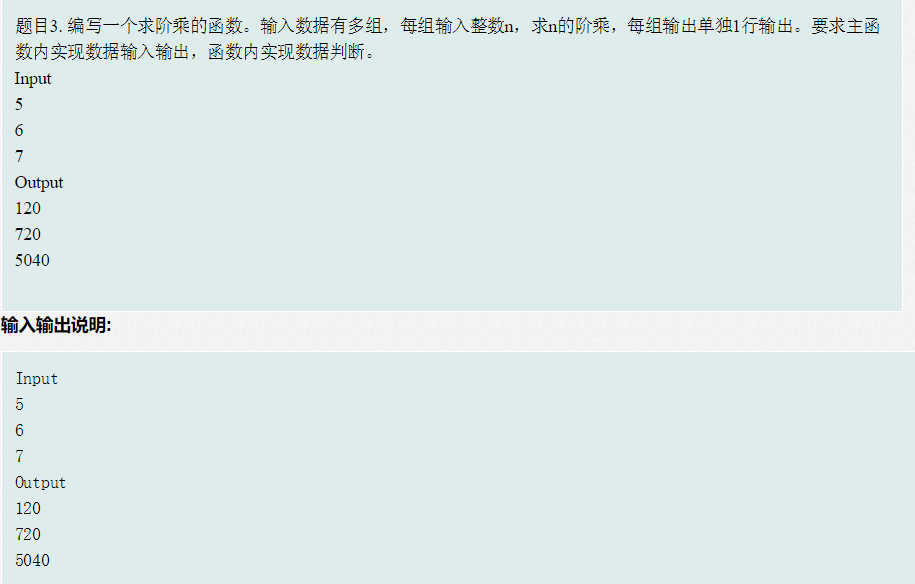 题目3. 编写一个求阶乘的函数。输入数据有多组，每组输入整数n，求n的阶乘，每组输出单独1行输出。要求主函
数内实现数据输入输出，函数内实现数据判断。
Input
5
6
7
Output
120
720
5040
输入输出说明:
Input
5
6
7
Output
120
720
5040